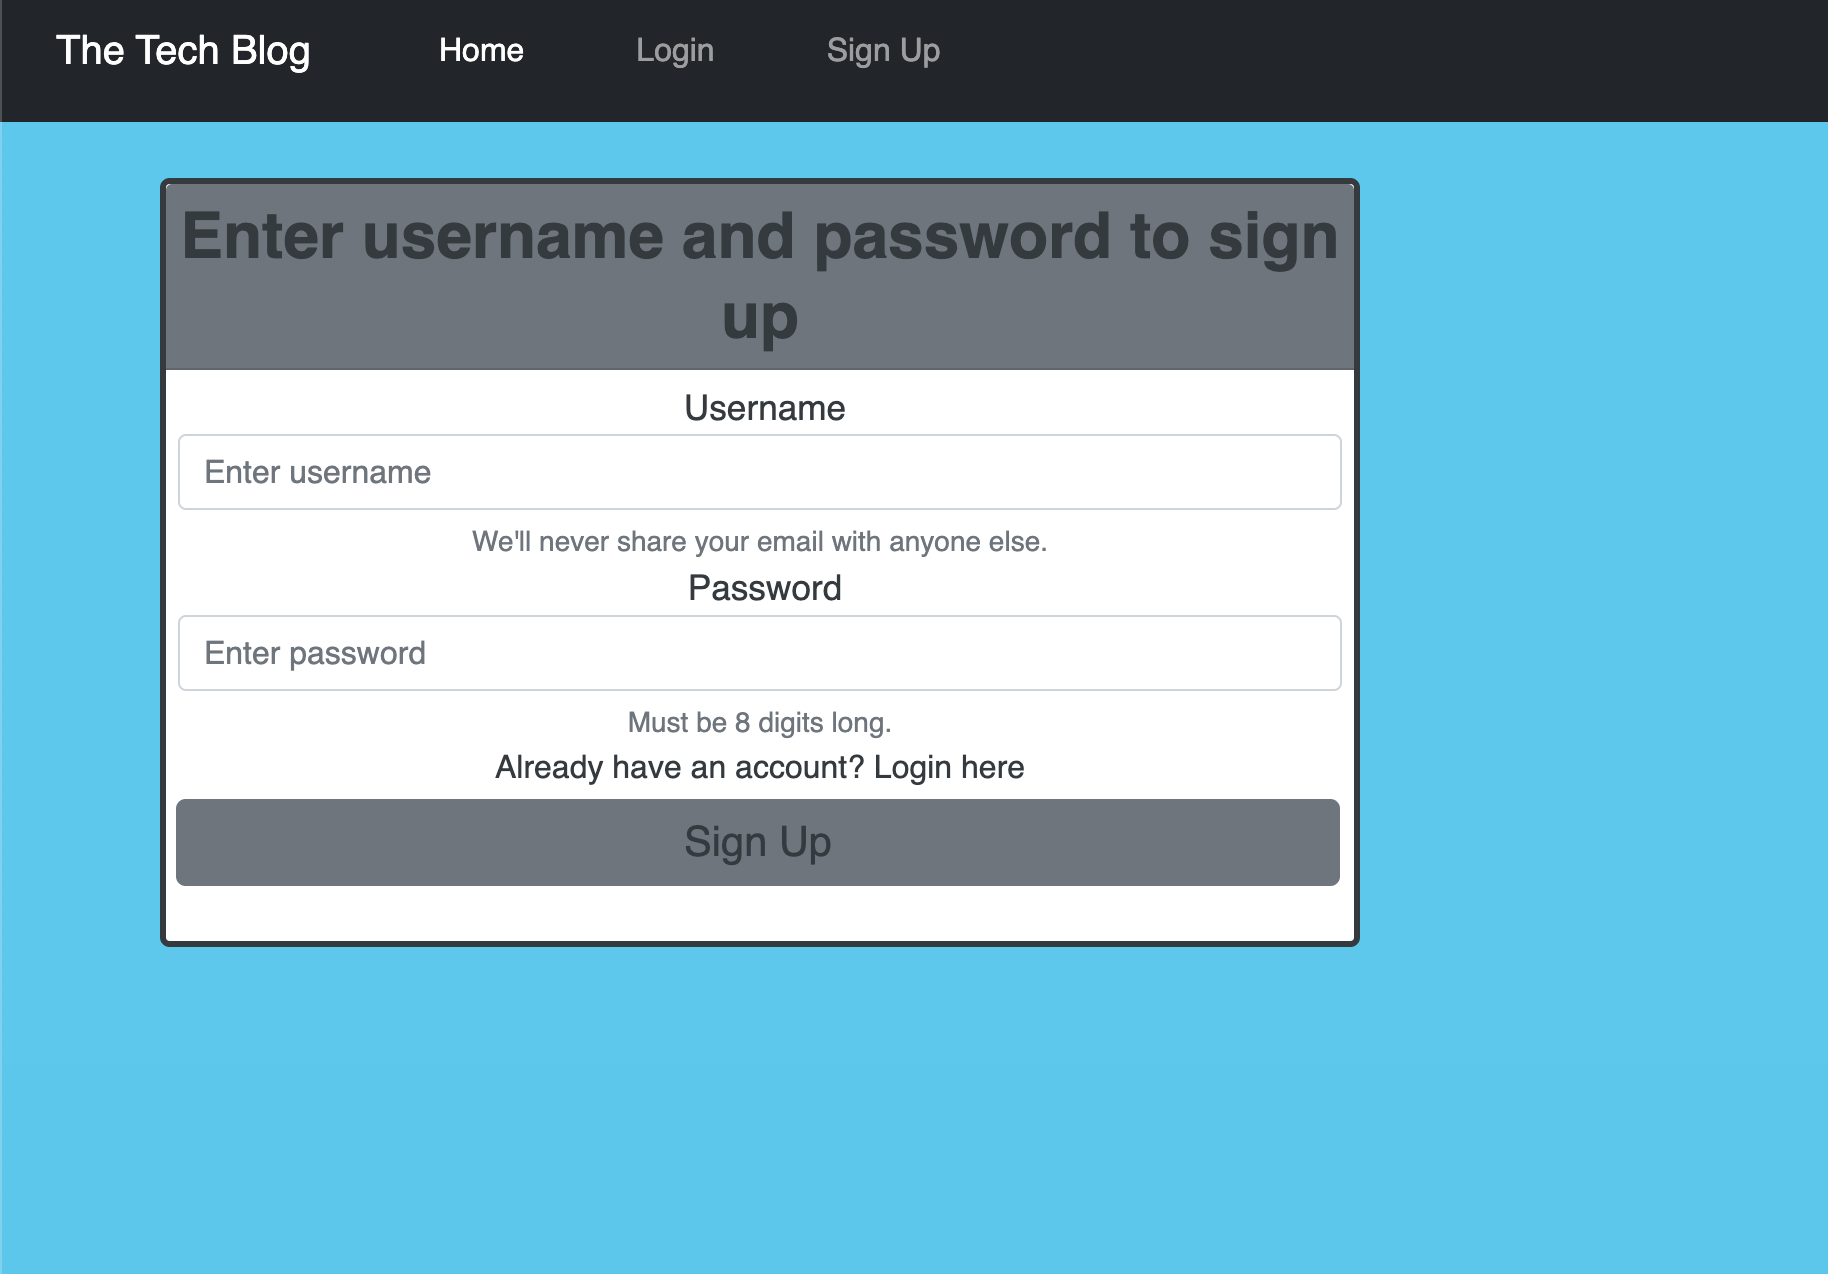 The Tech Blog Home Login Sign Up
Enter username and password to sign
up
Username
Enter username
We'll never share your email with anyone else.
Password
Enter password
Must be 8 digits long.
Already have an account? Login here
Sign Up